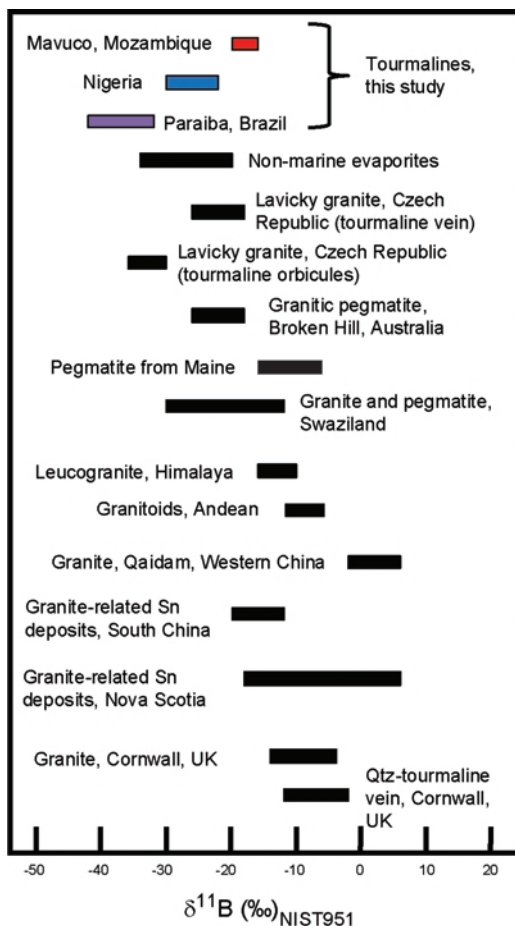 Mavuco, Mozambique
Nigeria
Paraiba, Brazil
Tourmalines,
this study
Non-marine evaporites
Lavicky granite, Czech
Republic (tourmaline vein)
Lavicky granite, Czech Republic
(tourmaline orbicules)
Granitic pegmatite,
Broken Hill, Australia
Pegmatite from Maine
Granite and pegmatite,
Swaziland
Leucogranite, Himalaya
Granitoids, Andean
Granite, Qaidam, Western China
Granite-related Sn
deposits, South China
Granite-related Sn
deposits, Nova Scotia
Granite, Cornwall, UK
Qtz-tourmaline
vein, Cornwall,
UK
-50 -40 -30 -20 -10 0 10 20
δ¹¹B (‰)NIST951